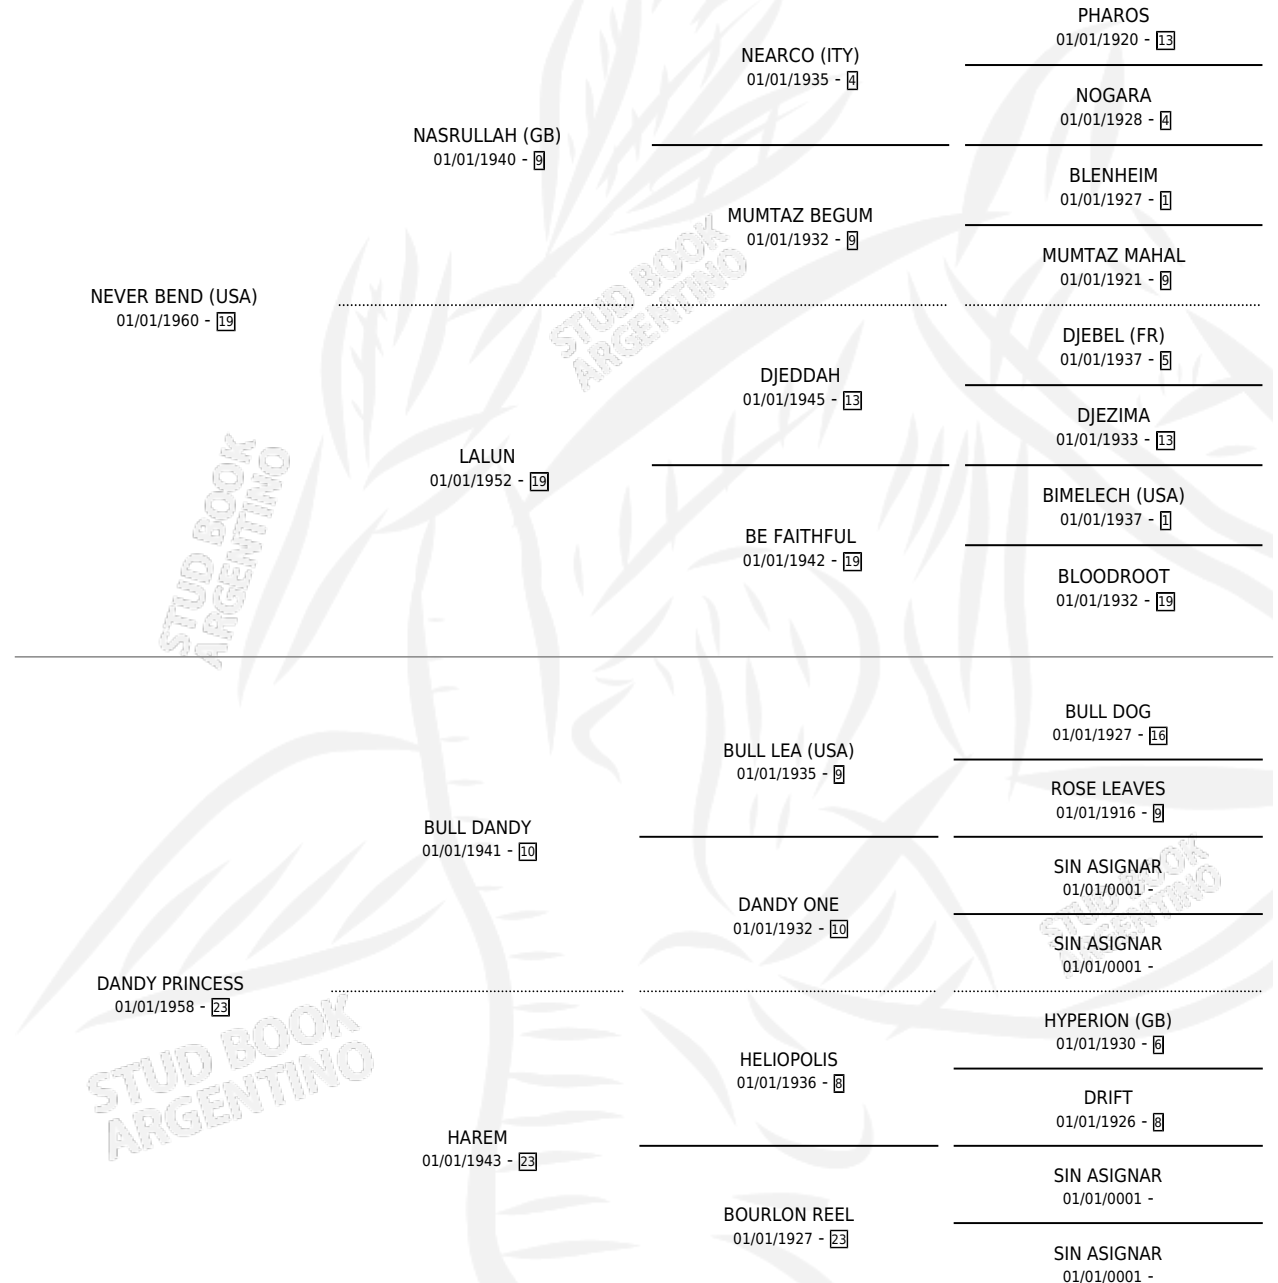 PHAROS
01/01/1920 - 13
NEARCO (ITY)
01/01/1935 - 4
NOGARA
01/01/1928 - 4
NASRULLAH (GB)
01/01/1940 - 9
BLENHEIM
01/01/1927 - 1
MUMTAZ BEGUM
01/01/1932 - 9
MUMTAZ MAHAL
01/01/1921 - 9
NEVER BEND (USA)
01/01/1960 - 19
DJEBEL (FR)
01/01/1937 - 5
DJEDDAH
01/01/1945 - 13
DJEZIMA
01/01/1933 - 13
LALUN
01/01/1952 - 19
BIMELECH (USA)
01/01/1937 - 1
BE FAITHFUL
01/01/1942 - 19
BLOODROOT
01/01/1932 - 19
BULL DOG
01/01/1927 - 16
BULL LEA (USA)
01/01/1935 - 9
ROSE LEAVES
01/01/1916 - 9
BULL DANDY
01/01/1941 - 10
SIN ASIGNAR
01/01/0001 -
DANDY ONE
01/01/1932 - 10
SIN ASIGNAR
01/01/0001 -
DANDY PRINCESS
01/01/1958 - 23
HYPERION (GB)
01/01/1930 - 6
HELIOPOLIS
01/01/1936 - 8
DRIFT
01/01/1926 - 8
HAREM
01/01/1943 - 23
SIN ASIGNAR
01/01/0001 -
BOURLON REEL
01/01/1927 - 23
SIN ASIGNAR
01/01/0001 -
STUD BOOK
ARGENTINO
STUD BOOK
ARGENTINO
STUD BOOK
ARGENTINO
STUD BOOK
ARGENTINO